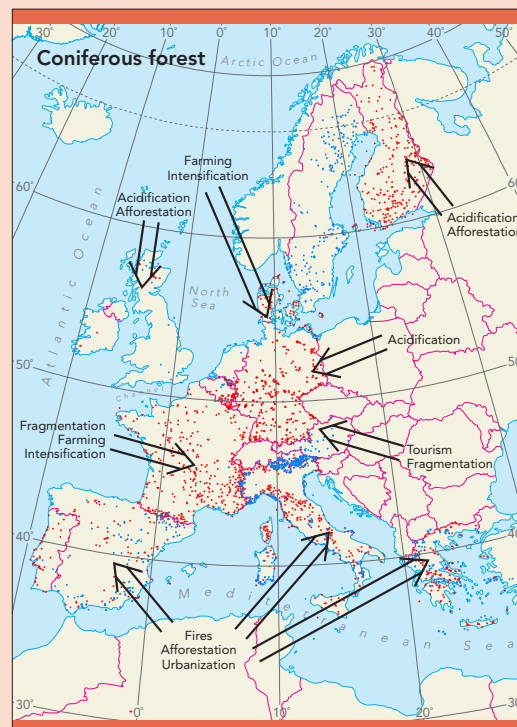 30° 20° 10° 0° 10° 20° 30° 40° 50°
Coniferous forest
Arctic Ocean
Farming
Intensification
60°
Acidification
Afforestation
Acidification
Afforestation
North
Sea
Atlantic Ocean
Acidification
50°
50°
Channel
Fragmentation
Farming
Intensification
Tourism
Fragmentation
40°
40°
Mediterranean Sea
Fires
Afforestation
Urbanization
30°
0°
10°
20°
30°